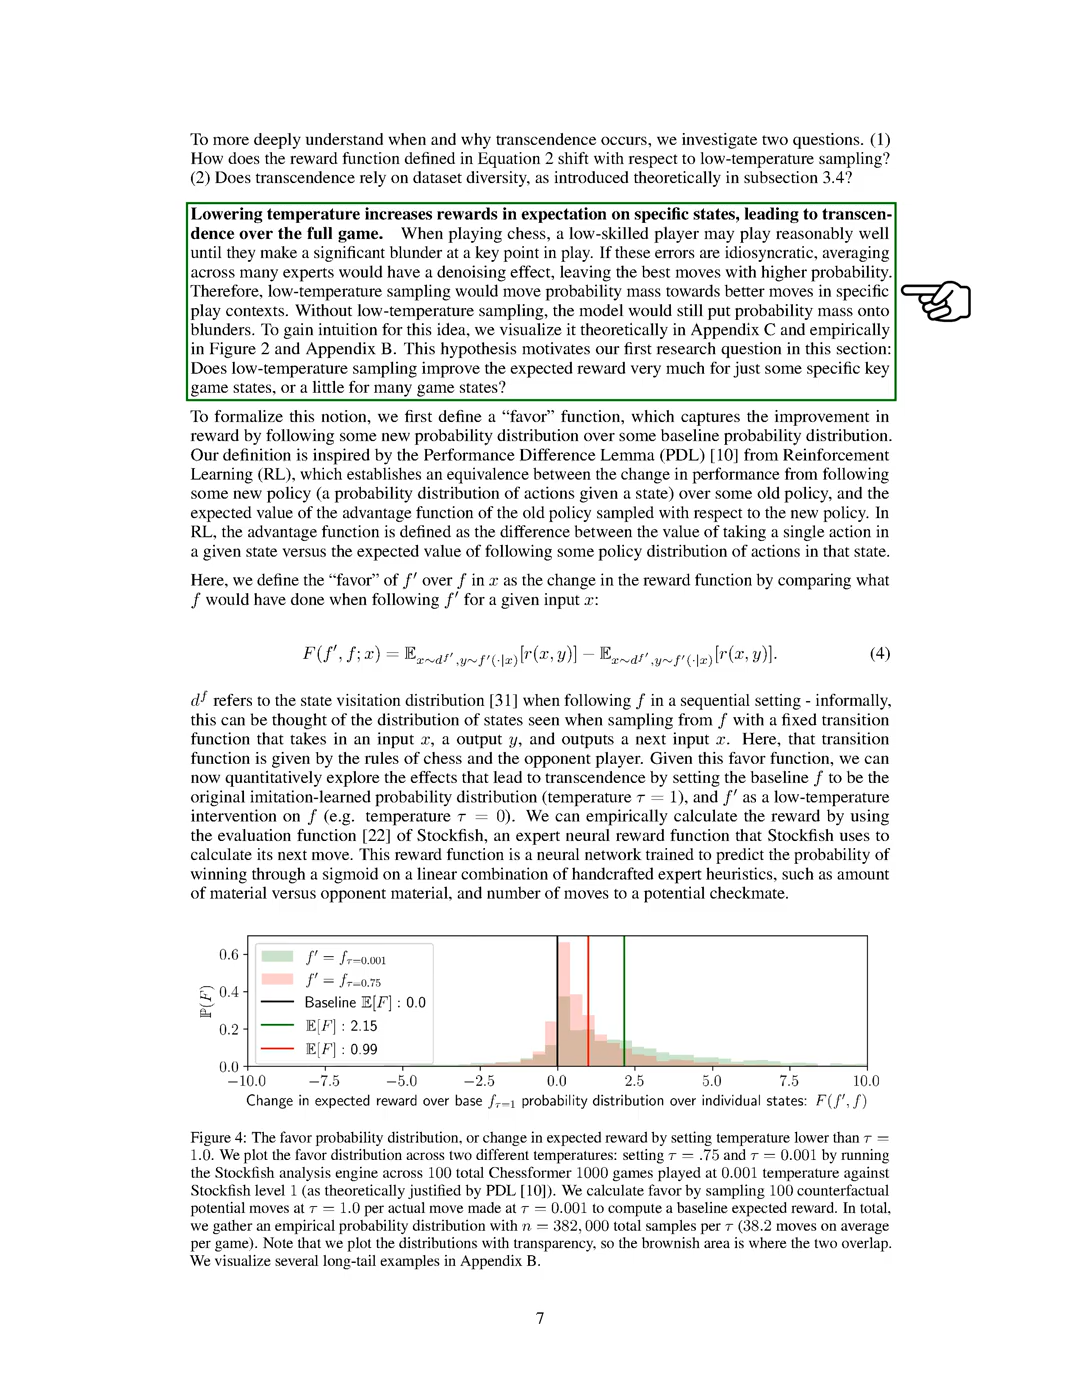 To more deeply understand when and why transcendence occurs, we investigate two questions. (1)
How does the reward function defined in Equation 2 shift with respect to low-temperature sampling?
(2) Does transcendence rely on dataset diversity, as introduced theoretically in subsection 3.4?
Lowering temperature increases rewards in expectation on specific states, leading to transcen-
dence over the full game. When playing chess, a low-skilled player may play reasonably well
until they make a significant blunder at a key point in play. If these errors are idiosyncratic, averaging
across many experts would have a denoising effect, leaving the best moves with higher probability.
Therefore, low-temperature sampling would move probability mass towards better moves in specific
play contexts. Without low-temperature sampling, the model would still put probability mass onto
blunders. To gain intuition for this idea, we visualize it theoretically in Appendix C and empirically
in Figure 2 and Appendix B. This hypothesis motivates our first research question in this section:
Does low-temperature sampling improve the expected reward very much for just some specific key
game states, or a little for many game states?
To formalize this notion, we first define a “favor” function, which captures the improvement in
reward by following some new probability distribution over some baseline probability distribution.
Our definition is inspired by the Performance Difference Lemma (PDL) [10] from Reinforcement
Learning (RL), which establishes an equivalence between the change in performance from following
some new policy (a probability distribution of actions given a state) over some old policy, and the
expected value of the advantage function of the old policy sampled with respect to the new policy. In
RL, the advantage function is defined as the difference between the value of taking a single action in
a given state versus the expected value of following some policy distribution of actions in that state.
Here, we define the “favor” of f′ over f in x as the change in the reward function by comparing what
f would have done when following f′ for a given input x:
F(f′, f; x) = 𝔼x∼d^f′,y∼f′(·|x)[r(x, y)] − 𝔼x∼d^f′,y∼f′(·|x)[r(x, y)]. (4)
d^f refers to the state visitation distribution [31] when following f in a sequential setting - informally,
this can be thought of the distribution of states seen when sampling from f with a fixed transition
function that takes in an input x, a output y, and outputs a next input x. Here, that transition
function is given by the rules of chess and the opponent player. Given this favor function, we can
now quantitatively explore the effects that lead to transcendence by setting the baseline f to be the
original imitation-learned probability distribution (temperature τ = 1), and f′ as a low-temperature
intervention on f (e.g. temperature τ = 0). We can empirically calculate the reward by using
the evaluation function [22] of Stockfish, an expert neural reward function that Stockfish uses to
calculate its next move. This reward function is a neural network trained to predict the probability of
winning through a sigmoid on a linear combination of handcrafted expert heuristics, such as amount
of material versus opponent material, and number of moves to a potential checkmate.
ℙ(F)
0.6
0.4
0.2
0.0
f′ = fτ=0.001
f′ = fτ=0.75
Baseline 𝔼[F] : 0.0
𝔼[F] : 2.15
𝔼[F] : 0.99
−10.0 −7.5 −5.0 −2.5 0.0 2.5 5.0 7.5 10.0
Change in expected reward over base fτ=1 probability distribution over individual states: F(f′, f)
Figure 4: The favor probability distribution, or change in expected reward by setting temperature lower than τ =
1.0. We plot the favor distribution across two different temperatures: setting τ = .75 and τ = 0.001 by running
the Stockfish analysis engine across 100 total Chessformer 1000 games played at 0.001 temperature against
Stockfish level 1 (as theoretically justified by PDL [10]). We calculate favor by sampling 100 counterfactual
potential moves at τ = 1.0 per actual move made at τ = 0.001 to compute a baseline expected reward. In total,
we gather an empirical probability distribution with n = 382, 000 total samples per τ (38.2 moves on average
per game). Note that we plot the distributions with transparency, so the brownish area is where the two overlap.
We visualize several long-tail examples in Appendix B.
7